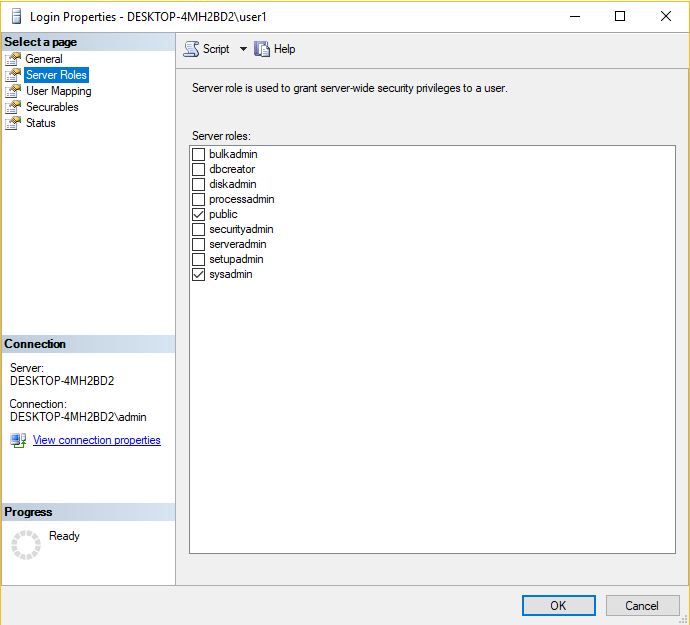 Login Properties - DESKTOP-4MH2BD2\user1
Select a page
General
Server Roles
User Mapping
Securables
Status
Script
Help
Server role is used to grant server-wide security privileges to a user.
Server roles:
bulkadmin
dbcreator
diskadmin
processadmin
public
securityadmin
serveradmin
setupadmin
sysadmin
Connection
Server:
DESKTOP-4MH2BD2
Connection:
DESKTOP-4MH2BD2\admin
View connection properties
Progress
Ready
OK
Cancel